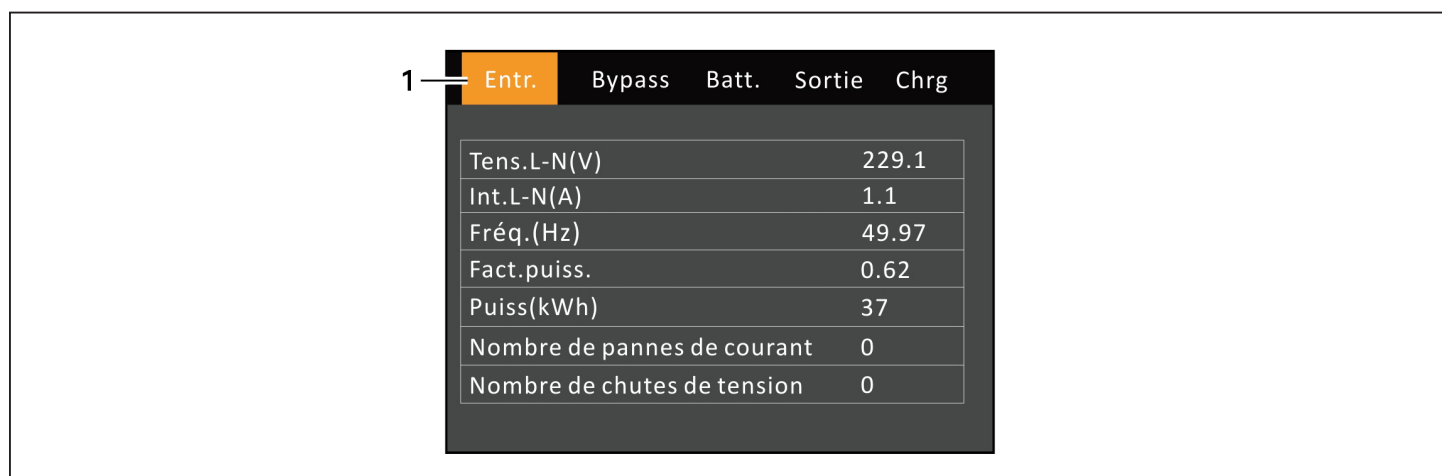 1
Entr. Bypass Batt. Sortie Chrg
Tens.L-N(V) 229.1
Int.L-N(A) 1.1
Fréq.(Hz) 49.97
Fact.puiss. 0.62
Puiss(kWh) 37
Nombre de pannes de courant 0
Nombre de chutes de tension 0